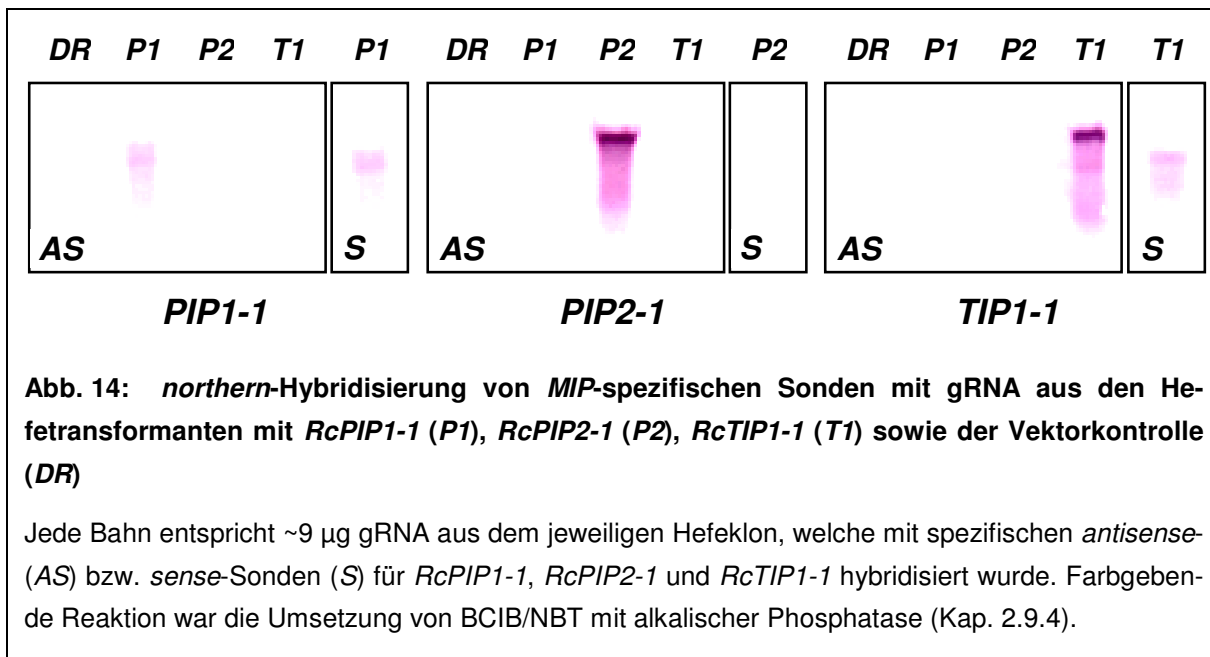 DR P1 P2 T1 P1 DR P1 P2 T1 P2 DR P1 P2 T1 T1
AS S AS S AS S
PIP1-1 PIP2-1 TIP1-1
Abb. 14: northern-Hybridisierung von MIP-spezifischen Sonden mit gRNA aus den He-
fetransformanten mit RcPIP1-1 (P1), RcPIP2-1 (P2), RcTIP1-1 (T1) sowie der Vektorkontrolle
(DR)
Jede Bahn entspricht ~9 µg gRNA aus dem jeweiligen Hefeklon, welche mit spezifischen antisense-
(AS) bzw. sense-Sonden (S) für RcPIP1-1, RcPIP2-1 und RcTIP1-1 hybridisiert wurde. Farbgeben-
de Reaktion war die Umsetzung von BCIB/NBT mit alkalischer Phosphatase (Kap. 2.9.4).